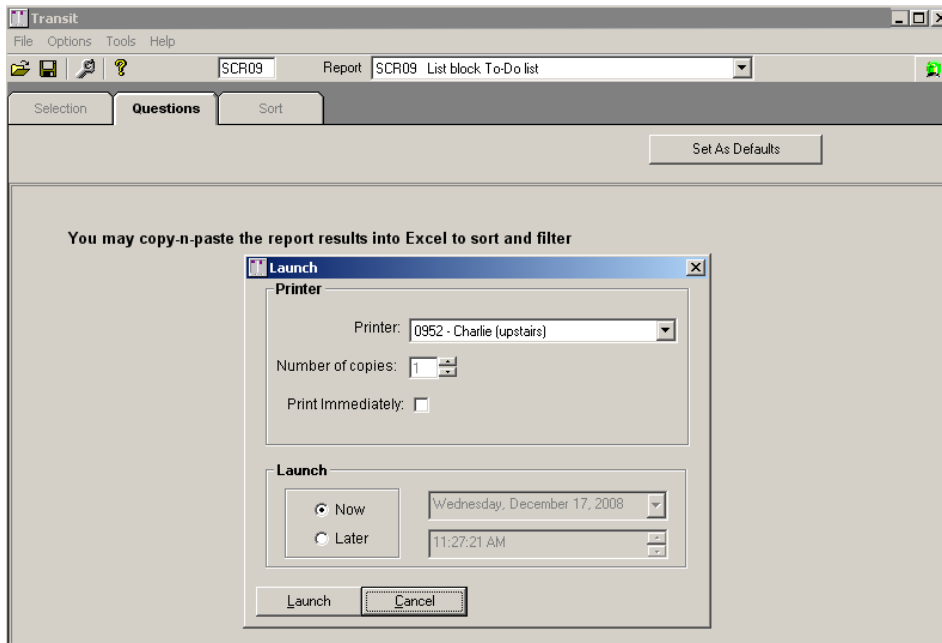 Transit
File Options Tools Help
SCR09 Report SCR09 List block To-Do list
Selection Questions Sort
Set As Defaults
You may copy-n-paste the report results into Excel to sort and filter
Launch
Printer
Printer: 0952 - Charlie (upstairs)
Number of copies: 1
Print Immediately:
Launch
Now Wednesday, December 17, 2008
Later 11:27:21 AM
Launch Cancel